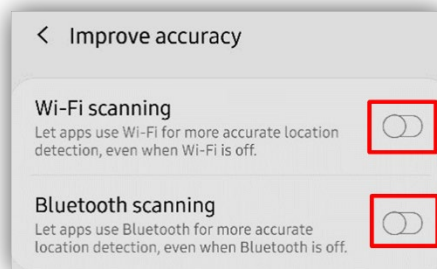 Improve accuracy
Wi-Fi scanning
Let apps use Wi-Fi for more accurate location
detection, even when Wi-Fi is off.
Bluetooth scanning
Let apps use Bluetooth for more accurate
location detection, even when Bluetooth is off.